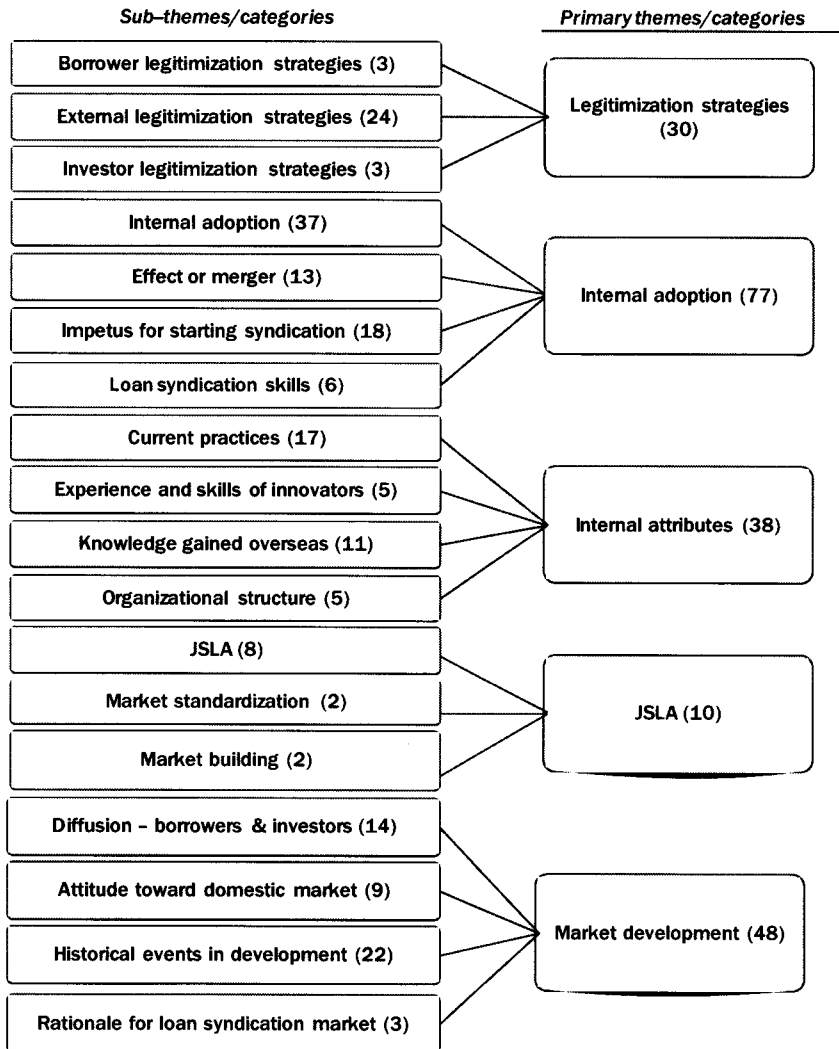 Sub–themes/categories
Primary themes/categories
Borrower legitimization strategies (3)
External legitimization strategies (24)
Investor legitimization strategies (3)
Legitimization strategies
(30)
Internal adoption (37)
Effect or merger (13)
Impetus for starting syndication (18)
Loan syndication skills (6)
Internal adoption (77)
Current practices (17)
Experience and skills of innovators (5)
Knowledge gained overseas (11)
Organizational structure (5)
Internal attributes (38)
JSLA (8)
Market standardization (2)
Market building (2)
JSLA (10)
Diffusion – borrowers & investors (14)
Attitude toward domestic market (9)
Historical events in development (22)
Rationale for loan syndication market (3)
Market development (48)